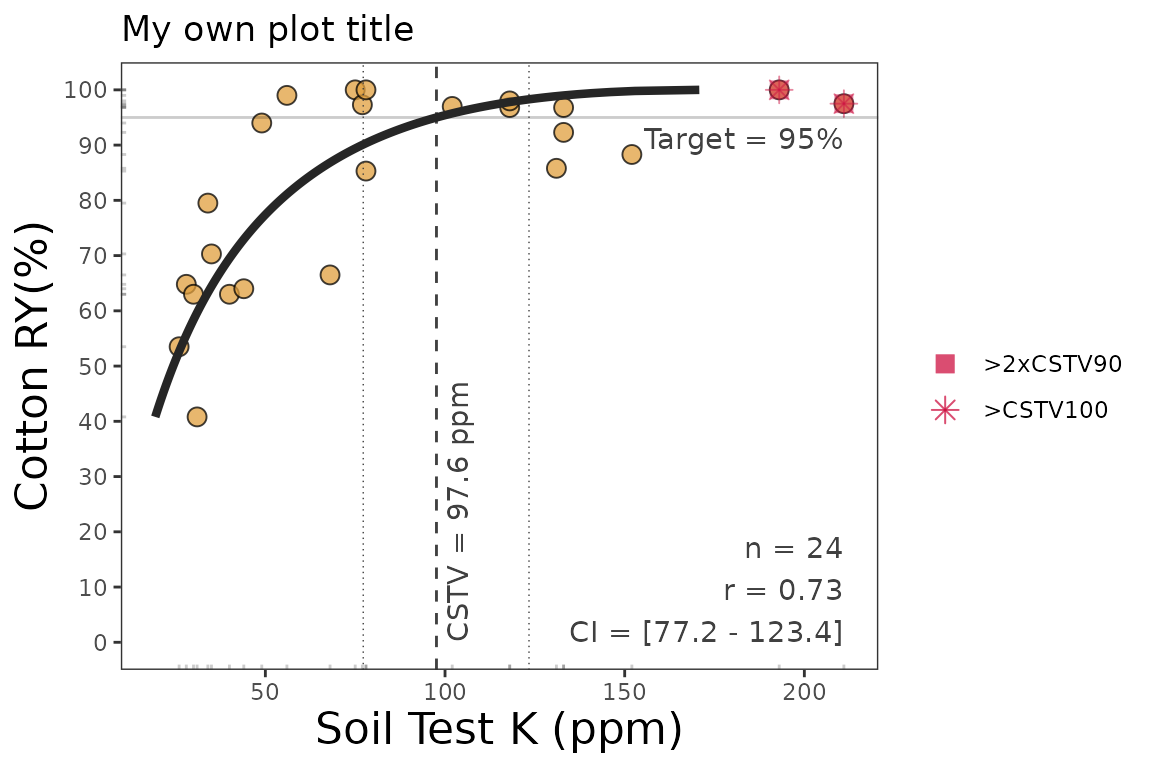 My own plot title
Cotton RY(%)
100
90
80
70
60
50
40
30
20
10
0
Target = 95%
CSTV = 97.6 ppm
n = 24
r = 0.73
CI = [77.2 - 123.4]
50
100
150
200
Soil Test K (ppm)
>2xCSTV90
>CSTV100